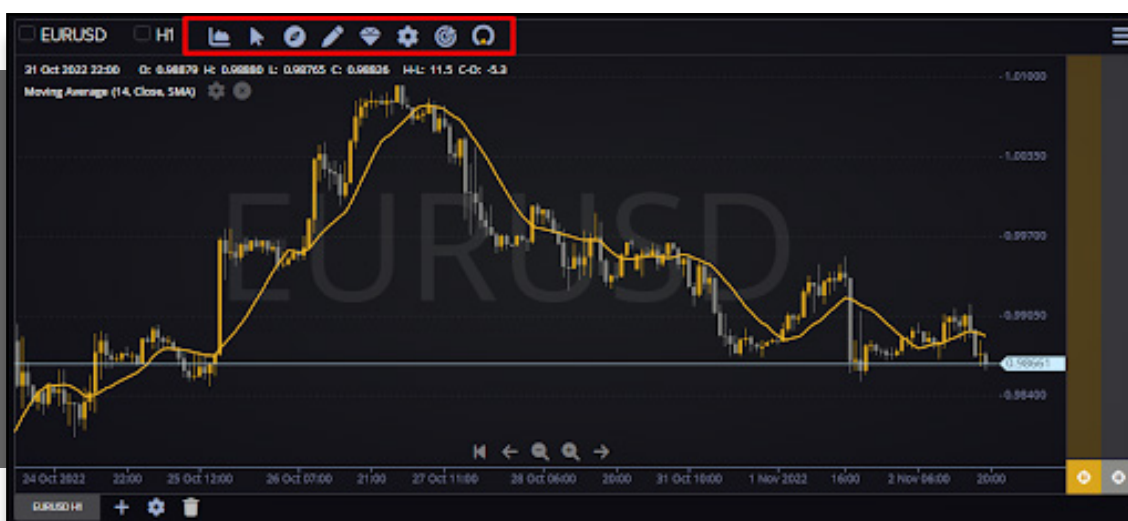 EURUSD H1
31 Oct 2022 22:00 O: 0.98879 H: 0.98880 L: 0.98765 C: 0.98826 H-L: 11.5 C-O: -5.3
Moving Average (14, Close, SMA)
EURUSD
1.01000
1.00350
0.99700
0.99050
0.98661
0.98400
24 Oct 2022 22:00 25 Oct 12:00 26 Oct 07:00 21:00 27 Oct 11:00 28 Oct 06:00 20:00 31 Oct 10:00 1 Nov 2022 16:00 2 Nov 06:00 20:00
EURUSD H1